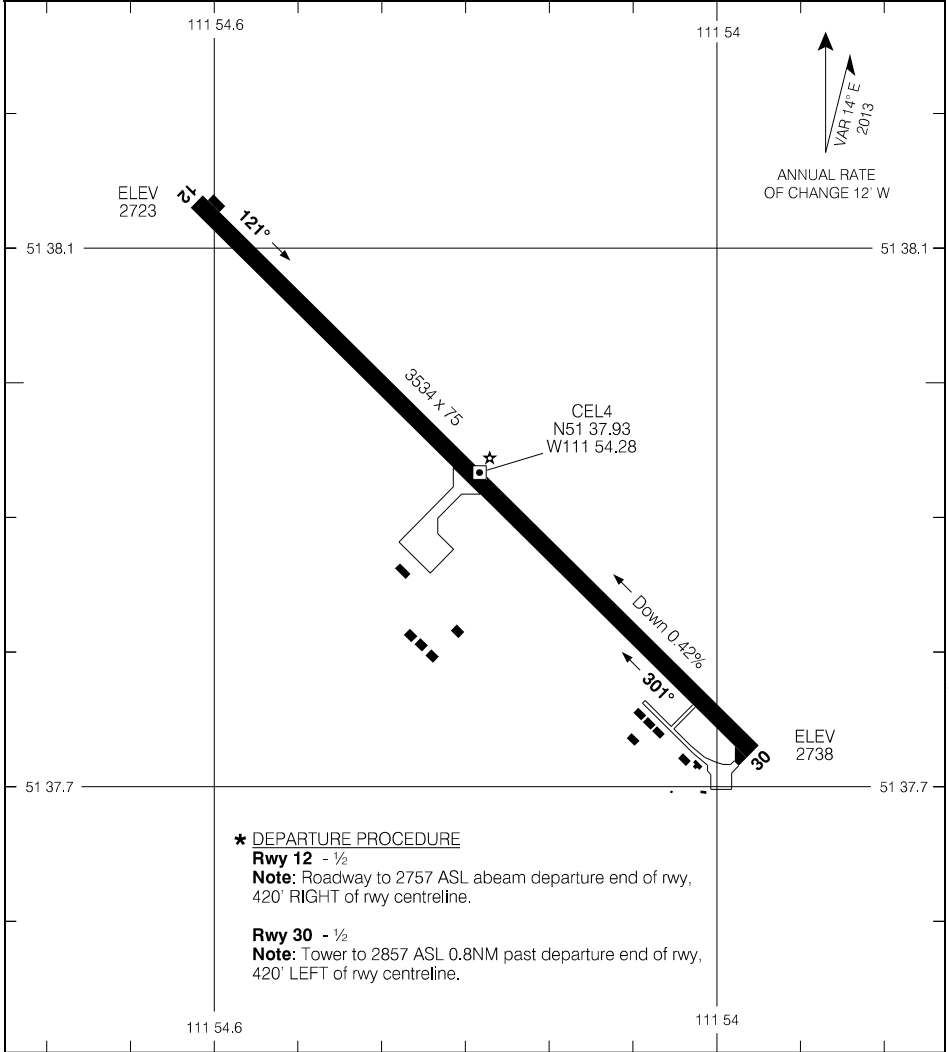 111 54.6
111 54
VAR 14° E
2013
ANNUAL RATE
OF CHANGE 12' W
ELEV
2723
12
121°
51 38.1
51 38.1
3534 x 75
CEL4
N51 37.93
W111 54.28
Down 0.42%
301°
ELEV
2738
30
51 37.7
51 37.7
* DEPARTURE PROCEDURE
Rwy 12 - ½
Note: Roadway to 2757 ASL abeam departure end of rwy,
420' RIGHT of rwy centreline.
Rwy 30 - ½
Note: Tower to 2857 ASL 0.8NM past departure end of rwy,
420' LEFT of rwy centreline.
111 54.6
111 54